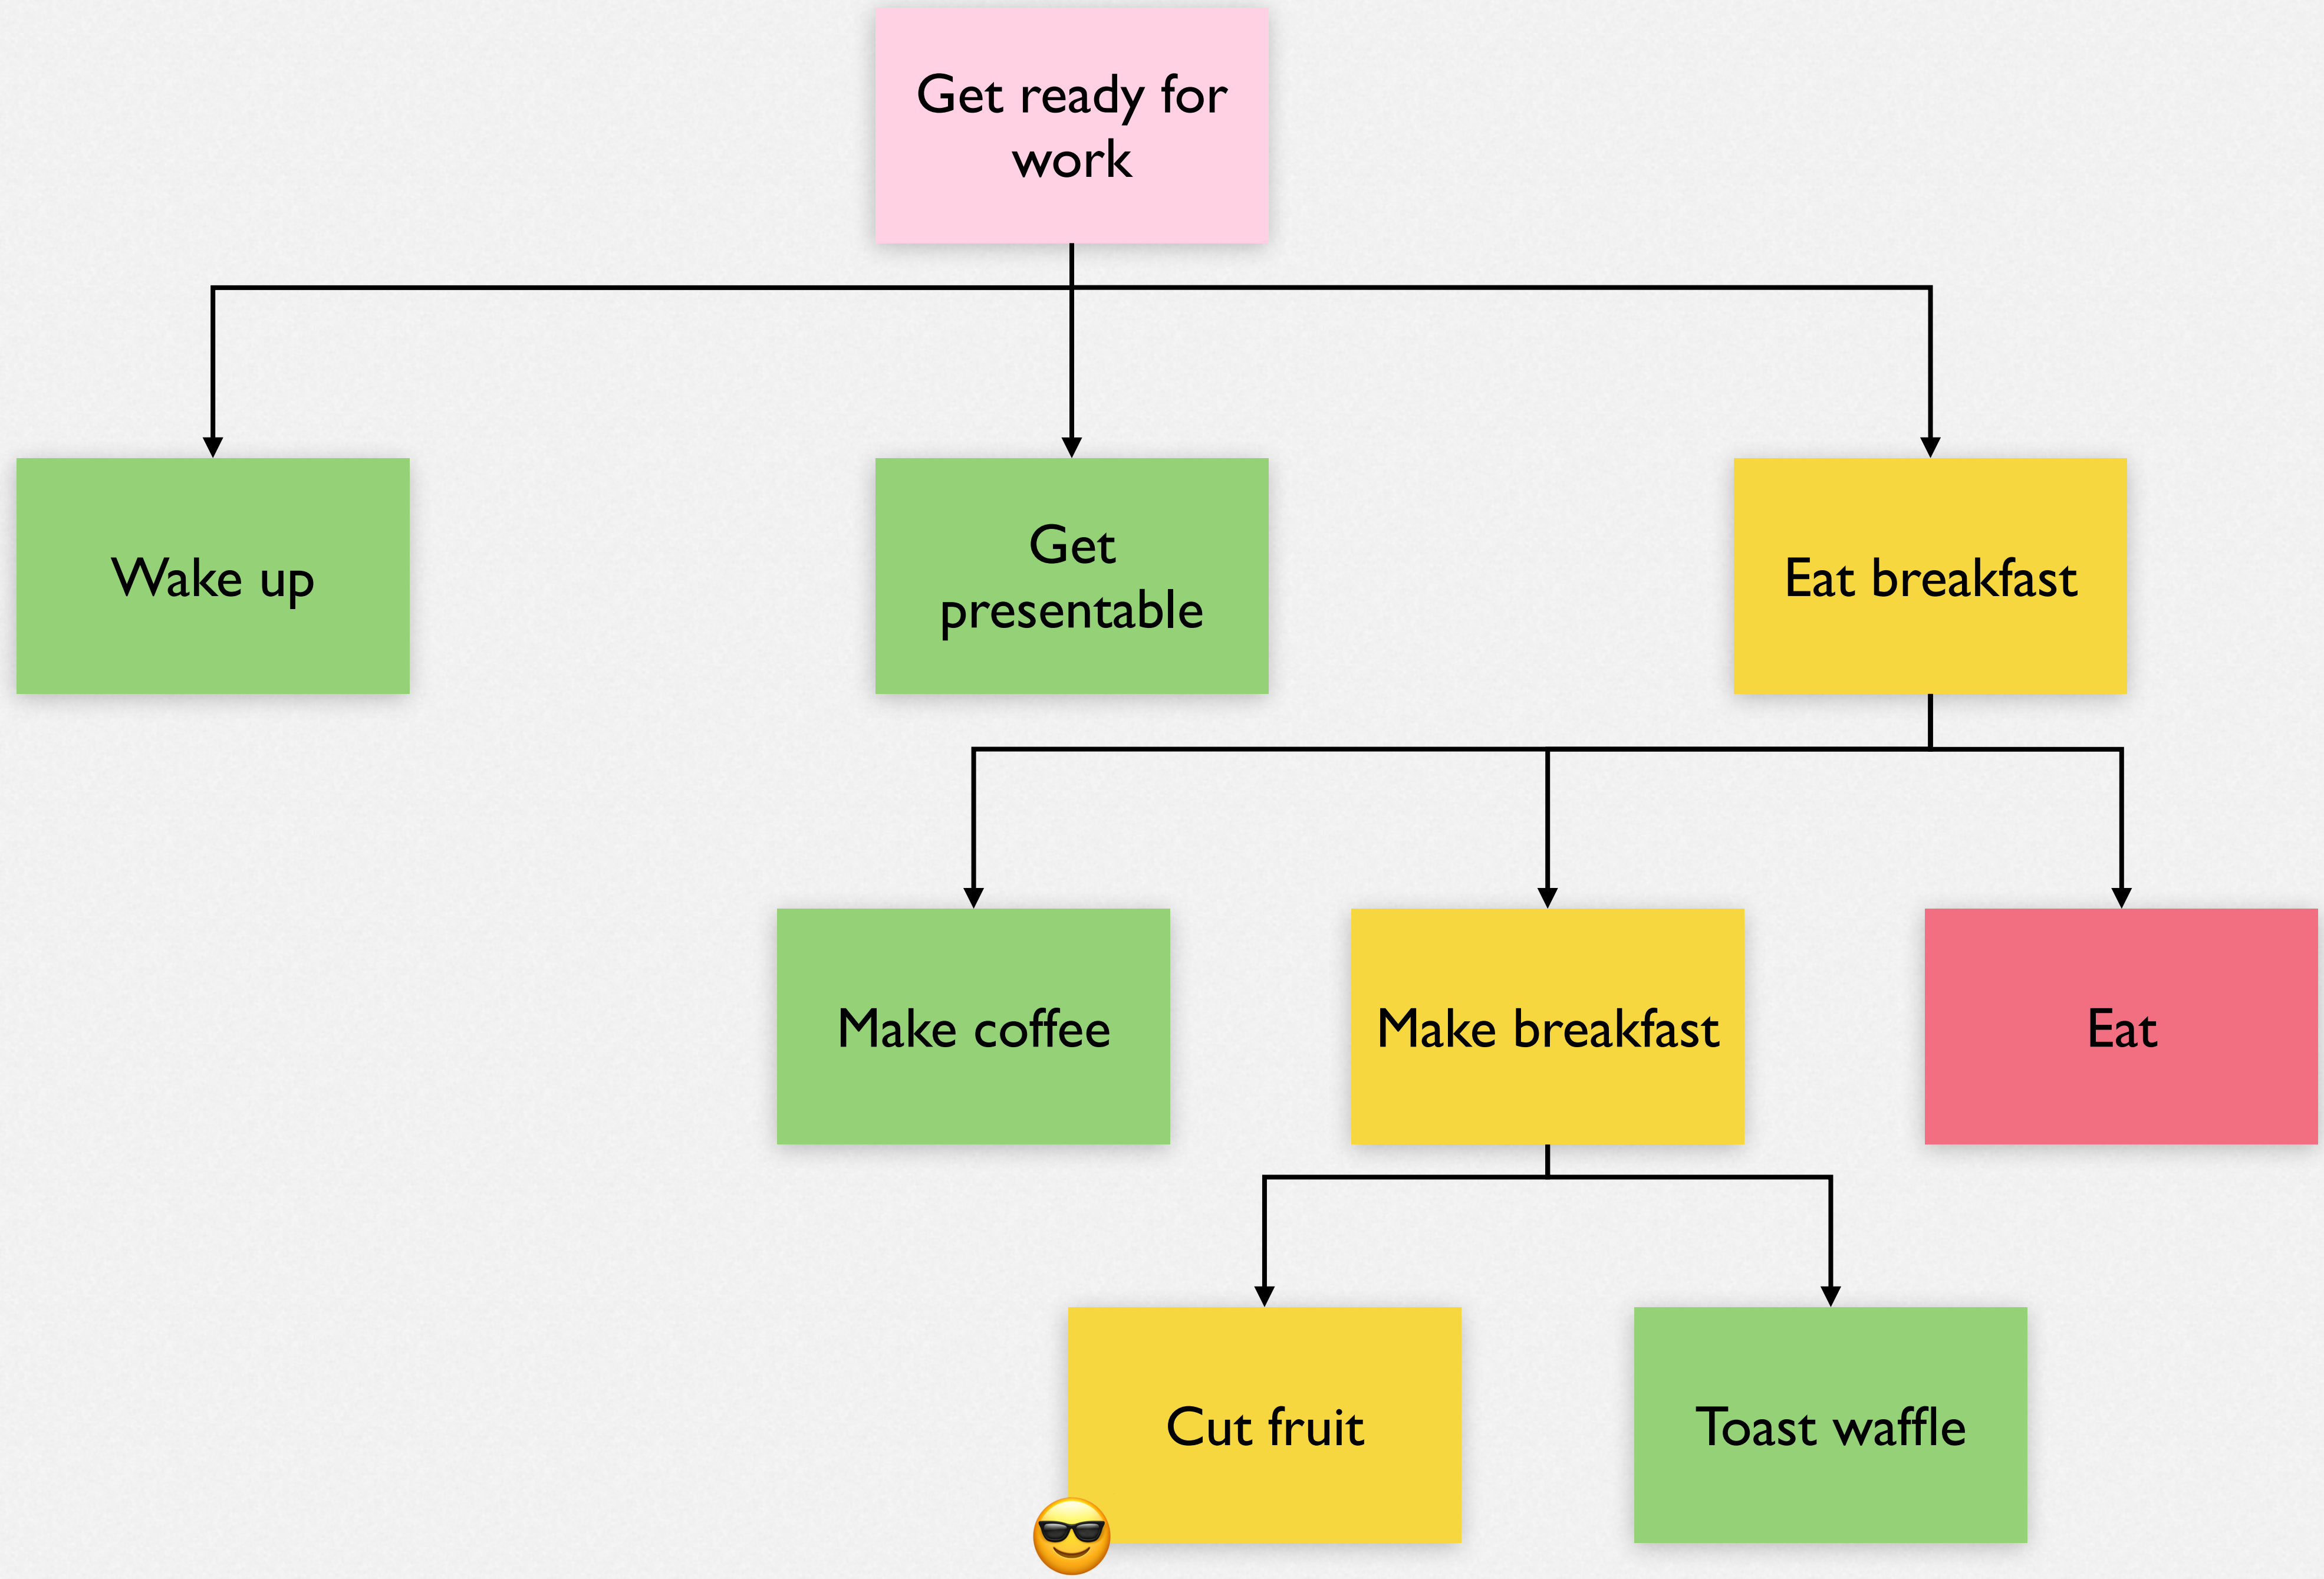 Get ready for
work
Wake up
Get
presentable
Eat breakfast
Make coffee
Make breakfast
Eat
Cut fruit
Toast waffle